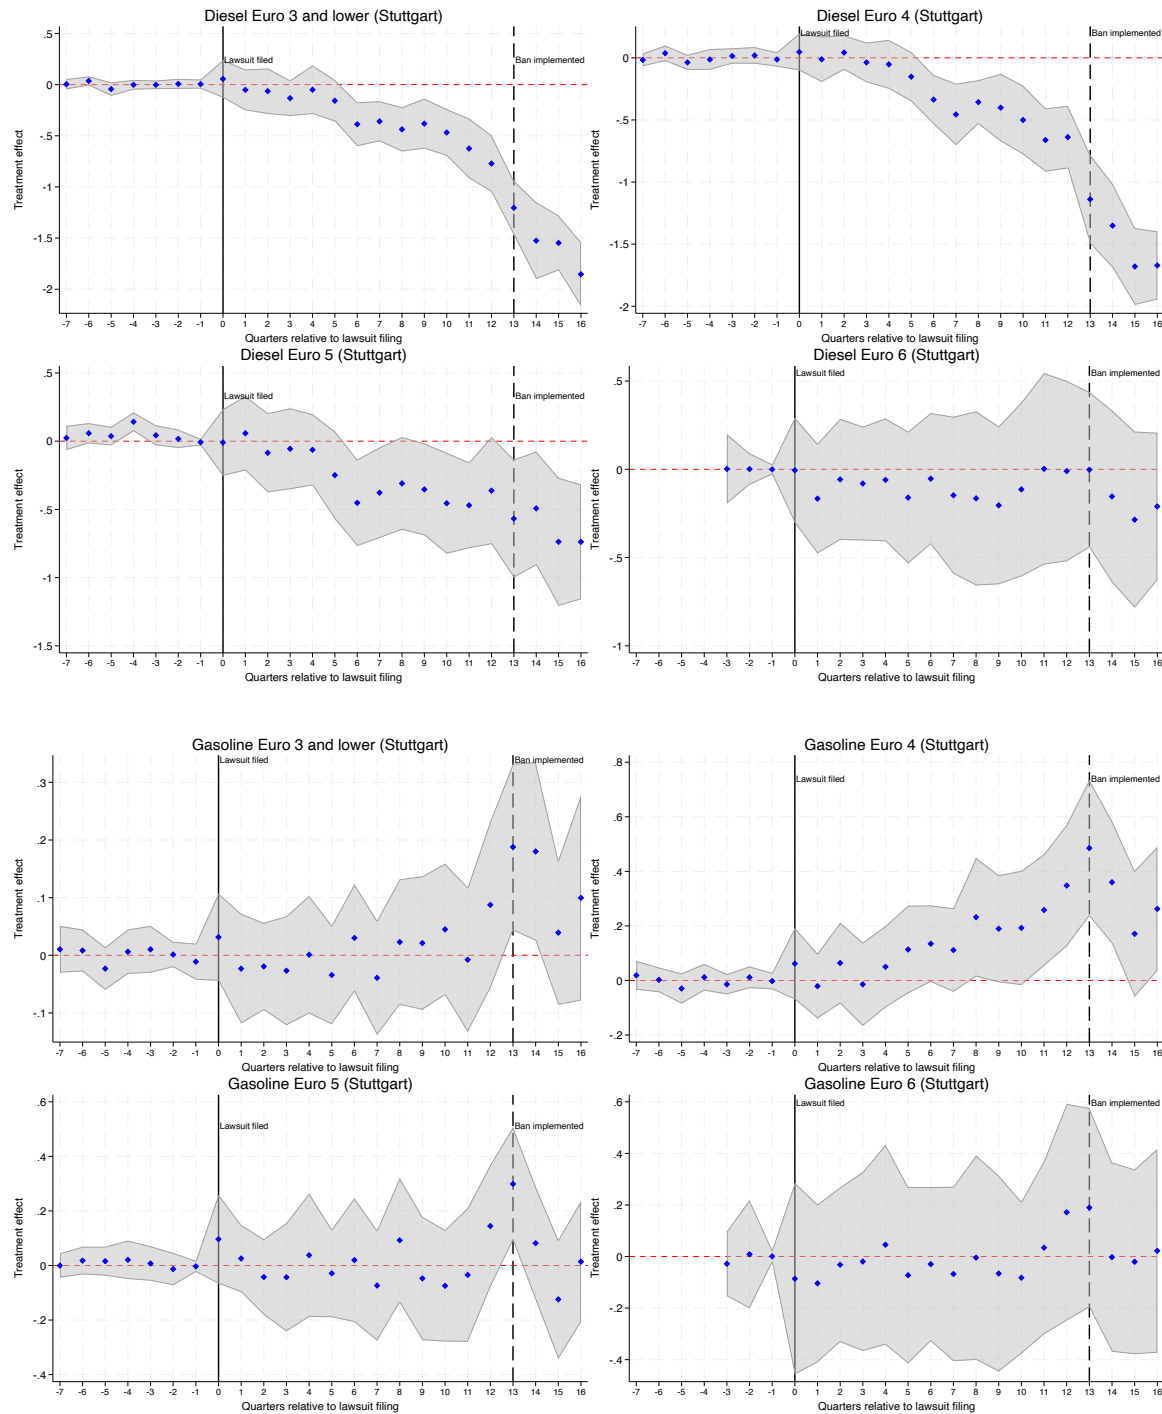 Diesel Euro 3 and lower (Stuttgart)
Lawsuit filed
Ban implemented
Treatment effect
.5
0
-.5
-1
-1.5
-2
-7 -6 -5 -4 -3 -2 -1 0 1 2 3 4 5 6 7 8 9 10 11 12 13 14 15 16
Quarters relative to lawsuit filing
Diesel Euro 4 (Stuttgart)
Lawsuit filed
Ban implemented
Treatment effect
0
-.5
-1
-1.5
-2
-7 -6 -5 -4 -3 -2 -1 0 1 2 3 4 5 6 7 8 9 10 11 12 13 14 15 16
Quarters relative to lawsuit filing
Diesel Euro 5 (Stuttgart)
Lawsuit filed
Ban implemented
Treatment effect
.5
0
-.5
-1
-1.5
-7 -6 -5 -4 -3 -2 -1 0 1 2 3 4 5 6 7 8 9 10 11 12 13 14 15 16
Quarters relative to lawsuit filing
Diesel Euro 6 (Stuttgart)
Lawsuit filed
Ban implemented
Treatment effect
.5
0
-.5
-1
-7 -6 -5 -4 -3 -2 -1 0 1 2 3 4 5 6 7 8 9 10 11 12 13 14 15 16
Quarters relative to lawsuit filing
Gasoline Euro 3 and lower (Stuttgart)
Lawsuit filed
Ban implemented
Treatment effect
.3
.2
.1
0
-.1
-7 -6 -5 -4 -3 -2 -1 0 1 2 3 4 5 6 7 8 9 10 11 12 13 14 15 16
Quarters relative to lawsuit filing
Gasoline Euro 4 (Stuttgart)
Lawsuit filed
Ban implemented
Treatment effect
.8
.6
.4
.2
0
-.2
-7 -6 -5 -4 -3 -2 -1 0 1 2 3 4 5 6 7 8 9 10 11 12 13 14 15 16
Quarters relative to lawsuit filing
Gasoline Euro 5 (Stuttgart)
Lawsuit filed
Ban implemented
Treatment effect
.6
.4
.2
0
-.2
-.4
-7 -6 -5 -4 -3 -2 -1 0 1 2 3 4 5 6 7 8 9 10 11 12 13 14 15 16
Quarters relative to lawsuit filing
Gasoline Euro 6 (Stuttgart)
Lawsuit filed
Ban implemented
Treatment effect
.6
.4
.2
0
-.2
-.4
-7 -6 -5 -4 -3 -2 -1 0 1 2 3 4 5 6 7 8 9 10 11 12 13 14 15 16
Quarters relative to lawsuit filing